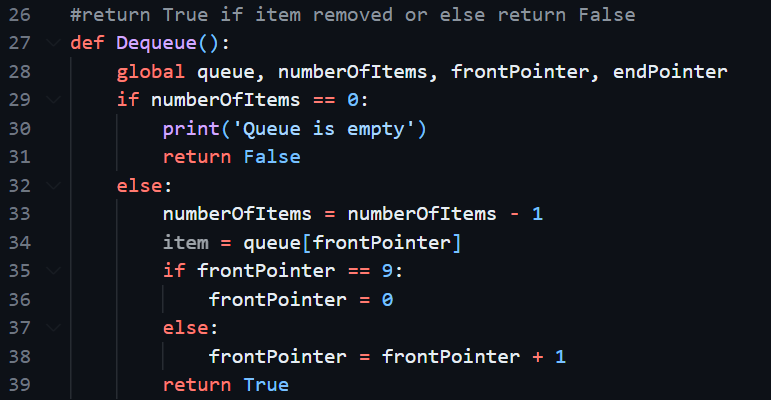 26 #return True if item removed or else return False
27 def Dequeue():
28     global queue, numberOfItems, frontPointer, endPointer
29     if numberOfItems == 0:
30         print('Queue is empty')
31         return False
32     else:
33         numberOfItems = numberOfItems - 1
34         item = queue[frontPointer]
35         if frontPointer == 9:
36             frontPointer = 0
37         else:
38             frontPointer = frontPointer + 1
39         return True